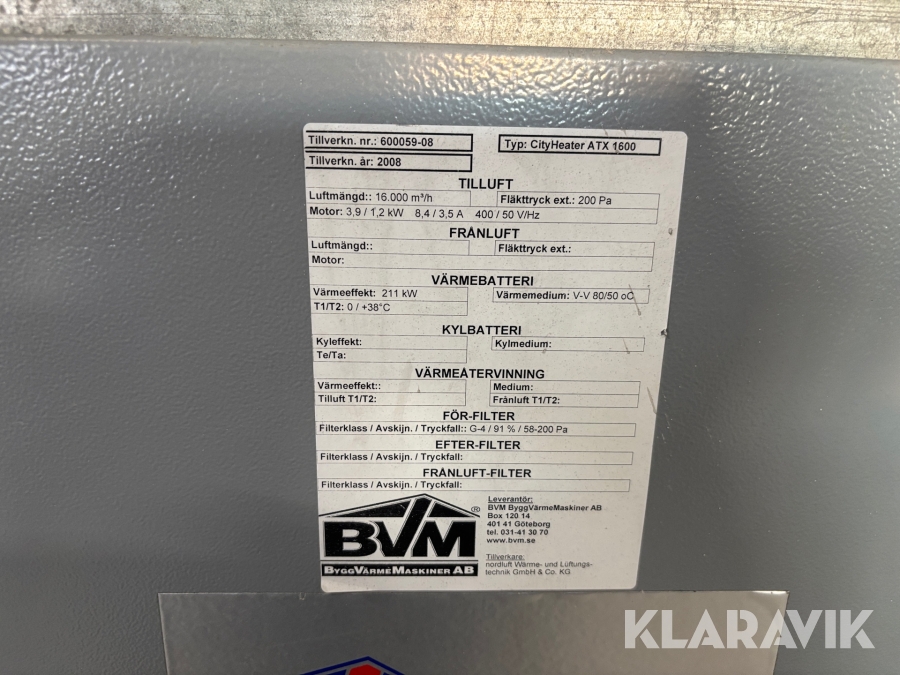 Tillverkn. nr.: 600059-08
Typ: CityHeater ATX 1600
Tillverkn. år: 2008
TILLUFT
Luftmängd:: 16.000 m³/h
Fläkttryck ext.: 200 Pa
Motor: 3,9 / 1,2 kW 8,4 / 3,5 A 400 / 50 V/Hz
FRÅNLUFT
Luftmängd::
Fläkttryck ext.:
Motor:
VÄRMEBATTERI
Värmeeffekt: 211 kW
Värmemedium: V-V 80/50 oC
T1/T2: 0 / +38°C
KYLBATTERI
Kyleffekt:
Kylmedium:
Te/Ta:
VÄRMEÅTERVINNING
Värmeeffekt::
Medium:
Tilluft T1/T2:
Frånluft T1/T2:
FÖR-FILTER
Filterklass / Avskijn. / Tryckfall:: G-4 / 91 % / 58-200 Pa
EFTER-FILTER
Filterklass / Avskijn. / Tryckfall:
FRÅNLUFT-FILTER
Filterklass / Avskijn. / Tryckfall:
BVM®
BYGGVÄRMEMASKINER AB
Leverantör:
BVM ByggVärmeMaskiner AB
Box 120 14
401 41 Göteborg
tel. 031-41 30 70
www.bvm.se
Tillverkare:
nordluft Wärme- und Lüftungs-
technik GmbH & Co. KG
KLARAVIK